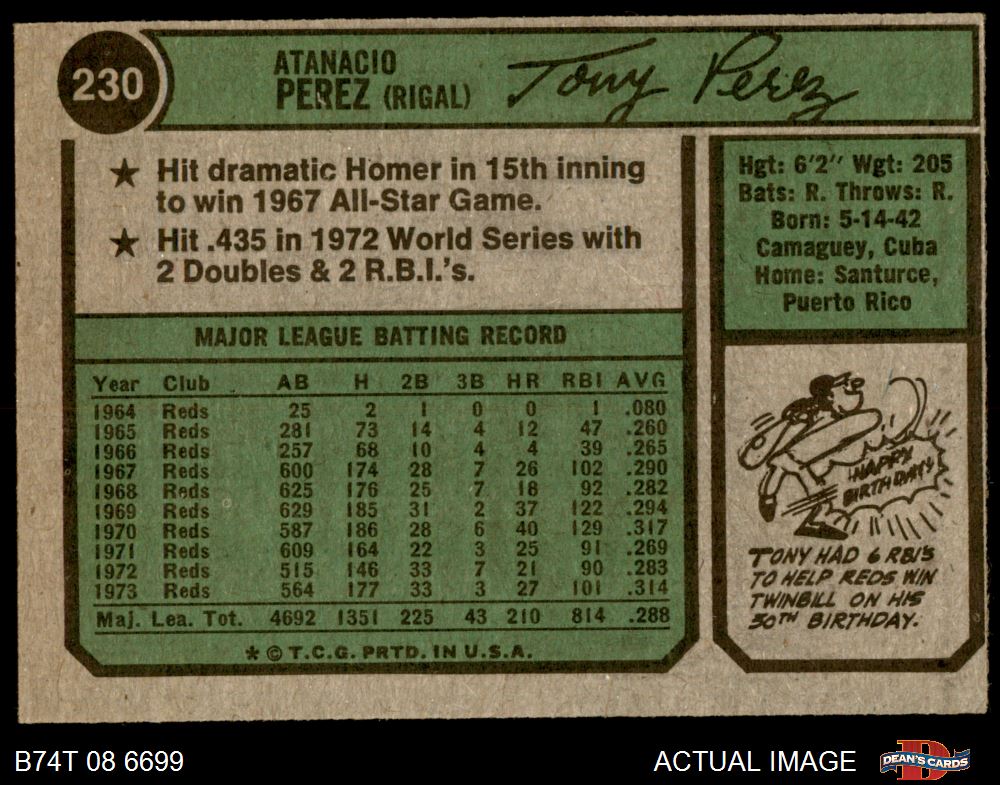 230
ATANACIO
PEREZ (RIGAL)
Tony Perez
★ Hit dramatic Homer in 15th inning
to win 1967 All-Star Game.
★ Hit .435 in 1972 World Series with
2 Doubles & 2 R.B.I.'s.
Hgt: 6'2" Wgt: 205
Bats: R. Throws: R.
Born: 5-14-42
Camaguey, Cuba
Home: Santurce,
Puerto Rico
MAJOR LEAGUE BATTING RECORD
Year Club AB H 2B 3B HR RBI AVG
1964 Reds 25 2 1 0 0 1 .080
1965 Reds 281 73 14 4 12 47 .260
1966 Reds 257 68 10 4 4 39 .265
1967 Reds 600 174 28 7 26 102 .290
1968 Reds 625 176 25 7 18 92 .282
1969 Reds 629 185 31 2 37 122 .294
1970 Reds 587 186 28 6 40 129 .317
1971 Reds 609 164 22 3 25 91 .269
1972 Reds 515 146 33 7 21 90 .283
1973 Reds 564 177 33 3 27 101 .314
Maj. Lea. Tot. 4692 1351 225 43 210 814 .288
* © T.C.G. PRTD. IN U.S.A.
HAPPY
BIRTHDAY!
TONY HAD 6 RBI'S
TO HELP REDS WIN
TWINBILL ON HIS
30TH BIRTHDAY.
B74T 08 6699
ACTUAL IMAGE
D
DEAN'S CARDS